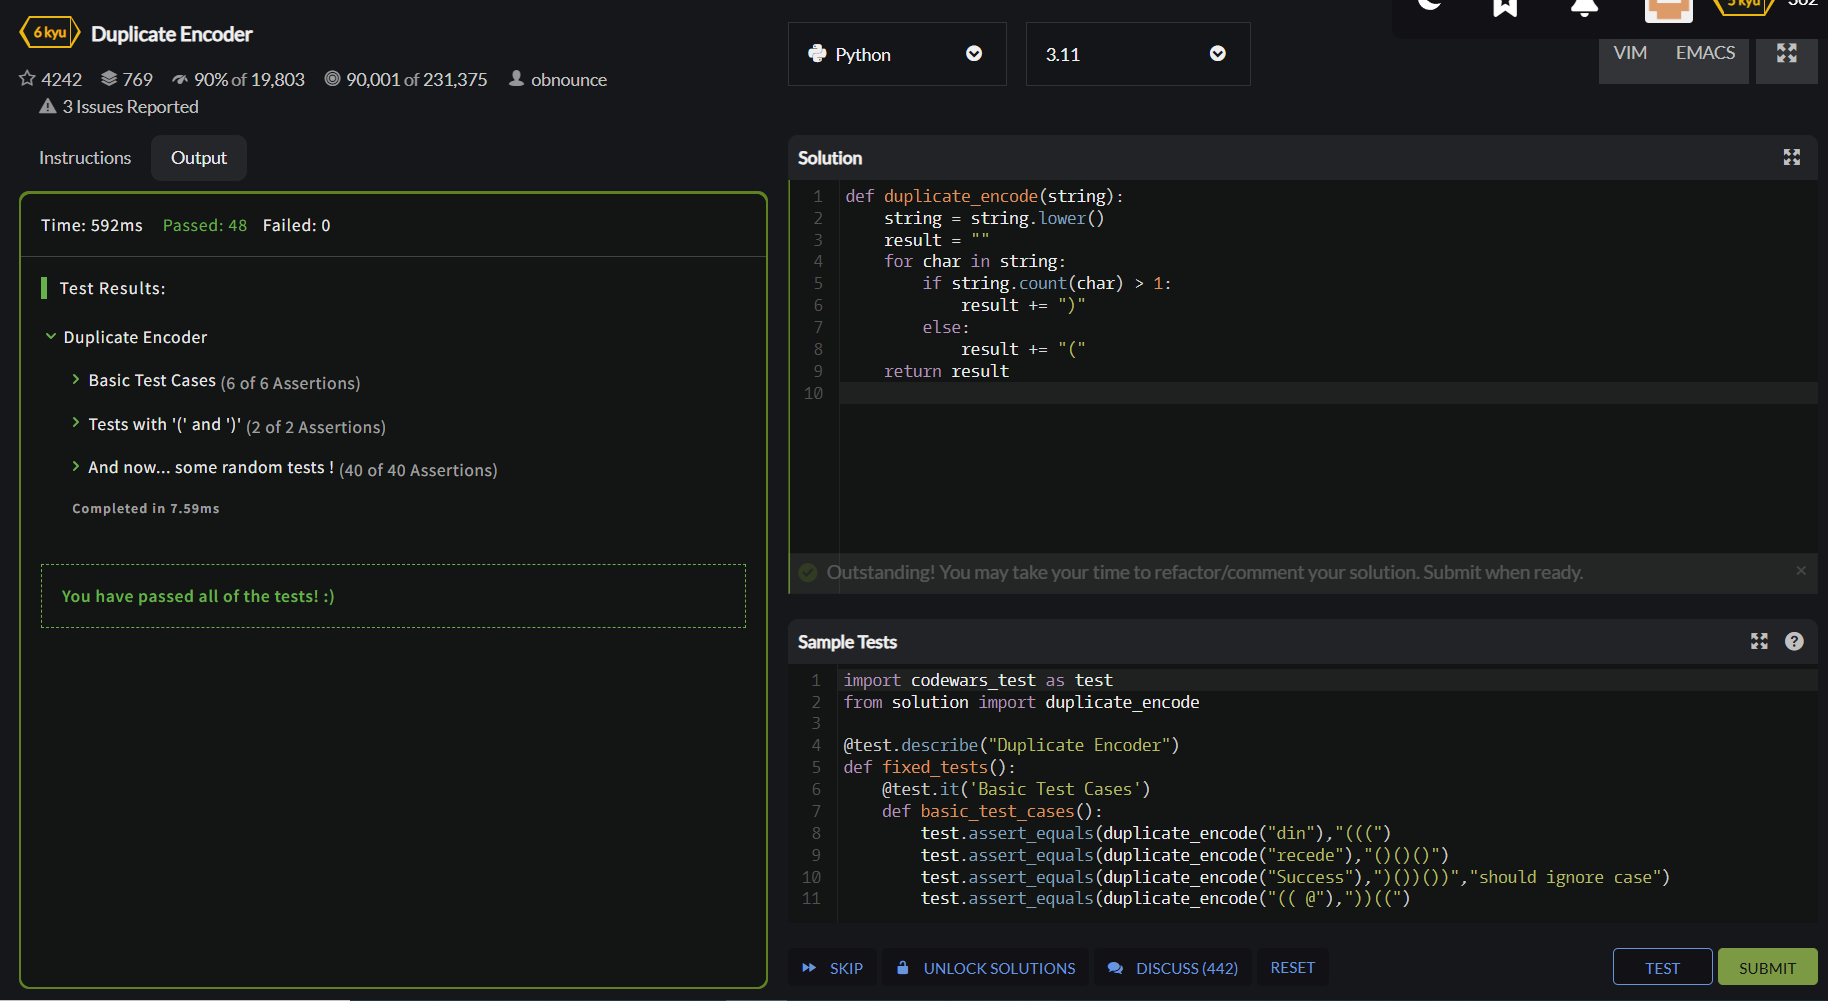 6 kyu Duplicate Encoder
4242 769 90% of 19,803 90,001 of 231,375 obnounce
3 Issues Reported
Instructions Output
Time: 592ms Passed: 48 Failed: 0
Test Results:
Duplicate Encoder
Basic Test Cases (6 of 6 Assertions)
Tests with '(' and ')' (2 of 2 Assertions)
And now... some random tests ! (40 of 40 Assertions)
Completed in 7.59ms
You have passed all of the tests! :)
Python 3.11
5 kyu
VIM EMACS
Solution
1 def duplicate_encode(string):
2     string = string.lower()
3     result = ""
4     for char in string:
5         if string.count(char) > 1:
6             result += ")"
7         else:
8             result += "("
9     return result
10
Outstanding! You may take your time to refactor/comment your solution. Submit when ready. ×
Sample Tests
1 import codewars_test as test
2 from solution import duplicate_encode
3
4 @test.describe("Duplicate Encoder")
5 def fixed_tests():
6     @test.it('Basic Test Cases')
7     def basic_test_cases():
8         test.assert_equals(duplicate_encode("din"),"(((")
9         test.assert_equals(duplicate_encode("recede"),"()()()")
10         test.assert_equals(duplicate_encode("Success"),")())())","should ignore case")
11         test.assert_equals(duplicate_encode("(( @"),"))((")
SKIP UNLOCK SOLUTIONS DISCUSS (442) RESET TEST SUBMIT